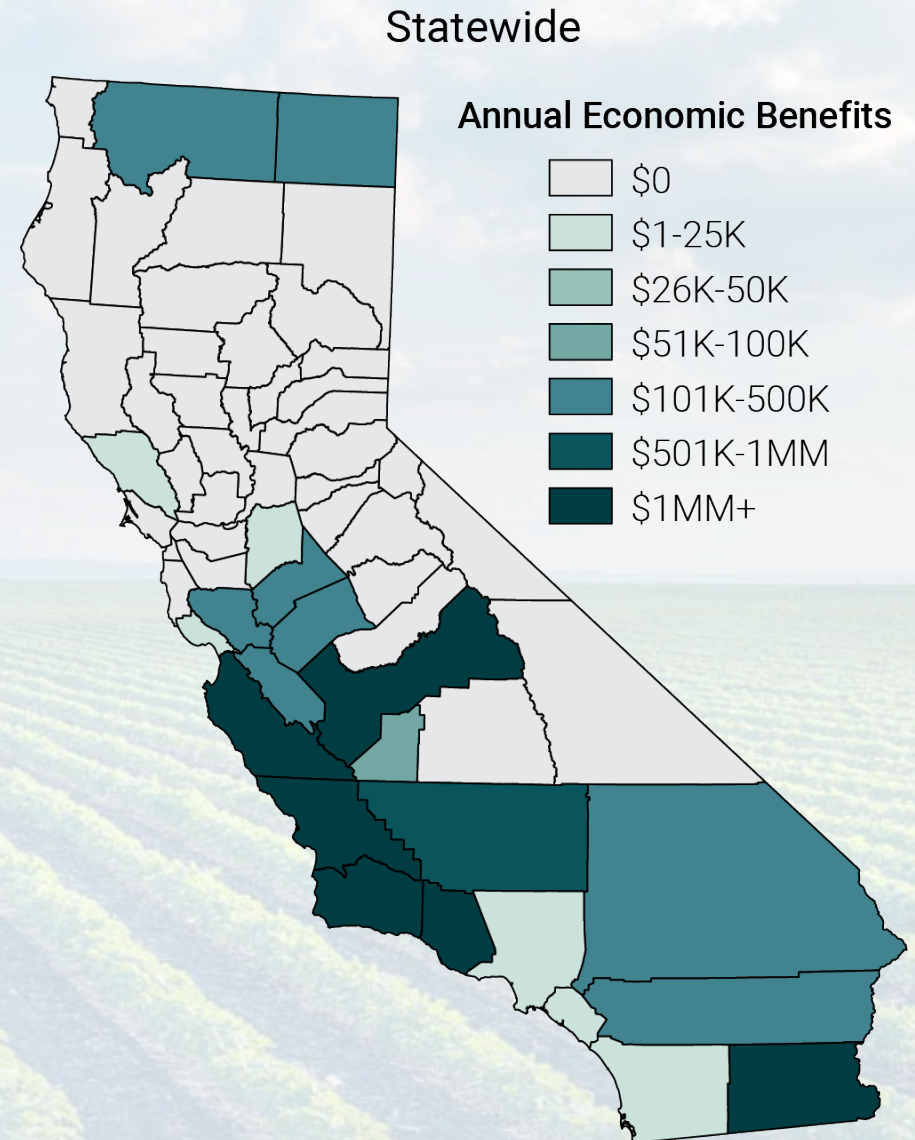 Statewide
Annual Economic Benefits
$0
$1-25K
$26K-50K
$51K-100K
$101K-500K
$501K-1MM
$1MM+